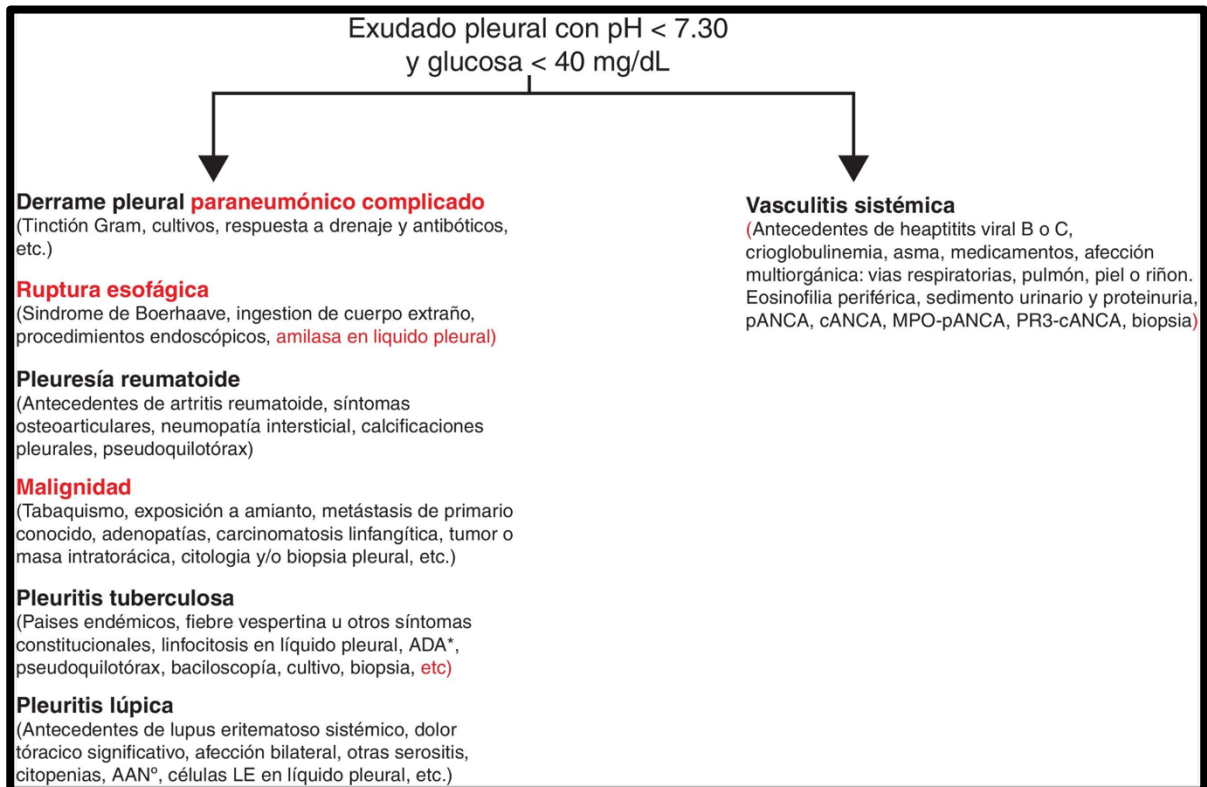 Exudado pleural con pH < 7.30
y glucosa < 40 mg/dL
Derrame pleural paraneumónico complicado
(Tinctión Gram, cultivos, respuesta a drenaje y antibóticos,
etc.)
Ruptura esofágica
(Sindrome de Boerhaave, ingestion de cuerpo extraño,
procedimientos endoscópicos, amilasa en liquido pleural)
Pleuresía reumatoide
(Antecedentes de artritis reumatoide, síntomas
osteoarticulares, neumopatía intersticial, calcificaciones
pleurales, pseudoquilotórax)
Malignidad
(Tabaquismo, exposición a amianto, metástasis de primario
conocido, adenopatías, carcinomatosis linfangítica, tumor o
masa intratorácica, citologia y/o biopsia pleural, etc.)
Pleuritis tuberculosa
(Paises endémicos, fiebre vespertina u otros síntomas
constitucionales, linfocitosis en líquido pleural, ADA*,
pseudoquilotórax, baciloscopía, cultivo, biopsia, etc)
Pleuritis lúpica
(Antecedentes de lupus eritematoso sistémico, dolor
tóracico significativo, afección bilateral, otras serositis,
citopenias, AANº, células LE en líquido pleural, etc.)
Vasculitis sistémica
(Antecedentes de heaptitits viral B o C,
crioglobulinemia, asma, medicamentos, afección
multiorgánica: vias respiratorias, pulmón, piel o riñon.
Eosinofilia periférica, sedimento urinario y proteinuria,
pANCA, cANCA, MPO-pANCA, PR3-cANCA, biopsia)